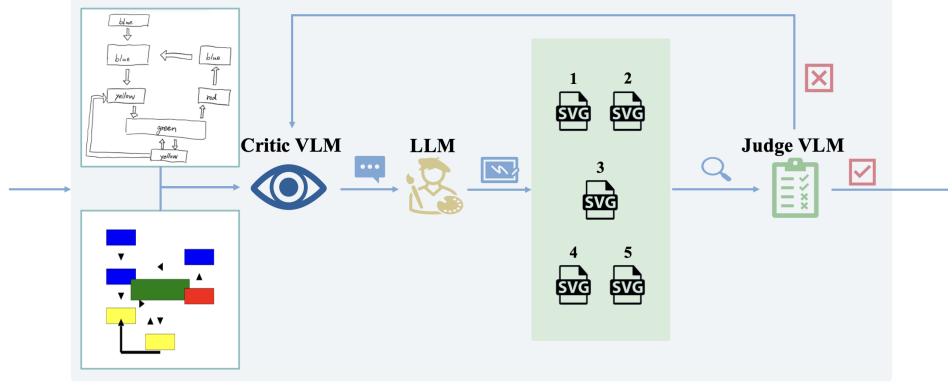 blue
blue
blue
yellow
red
green
yellow
Critic VLM
LLM
1
2
SVG
SVG
3
SVG
4
5
SVG
SVG
Judge VLM